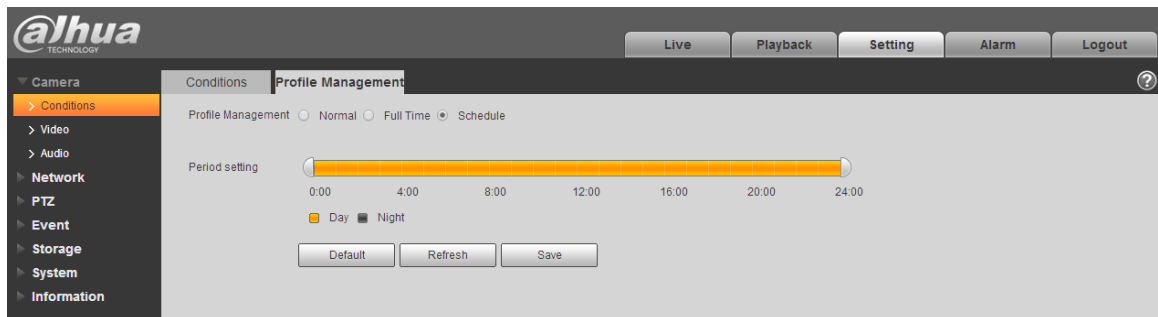 alhua
TECHNOLOGY
Live Playback Setting Alarm Logout
Camera
Conditions
Video
Audio
Network
PTZ
Event
Storage
System
Information
Conditions Profile Management
?
Profile Management Normal Full Time Schedule
Period setting
0:00 4:00 8:00 12:00 16:00 20:00 24:00
Day Night
Default Refresh Save